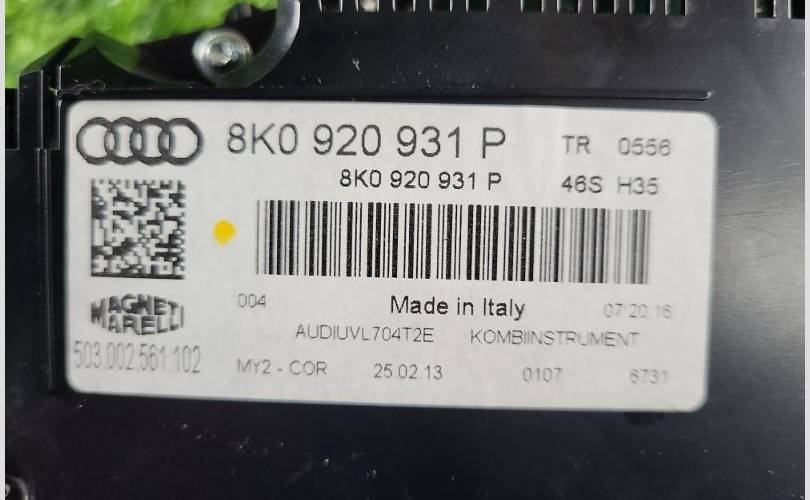 8K0 920 931 P TR 0556
8K0 920 931 P 46S H35
MAGNETI
MARELLI
503.002.561.102
004 Made in Italy 07:20:16
AUDIUVL704T2E KOMBIINSTRUMENT
MY2 - COR 25.02.13 0107 6731